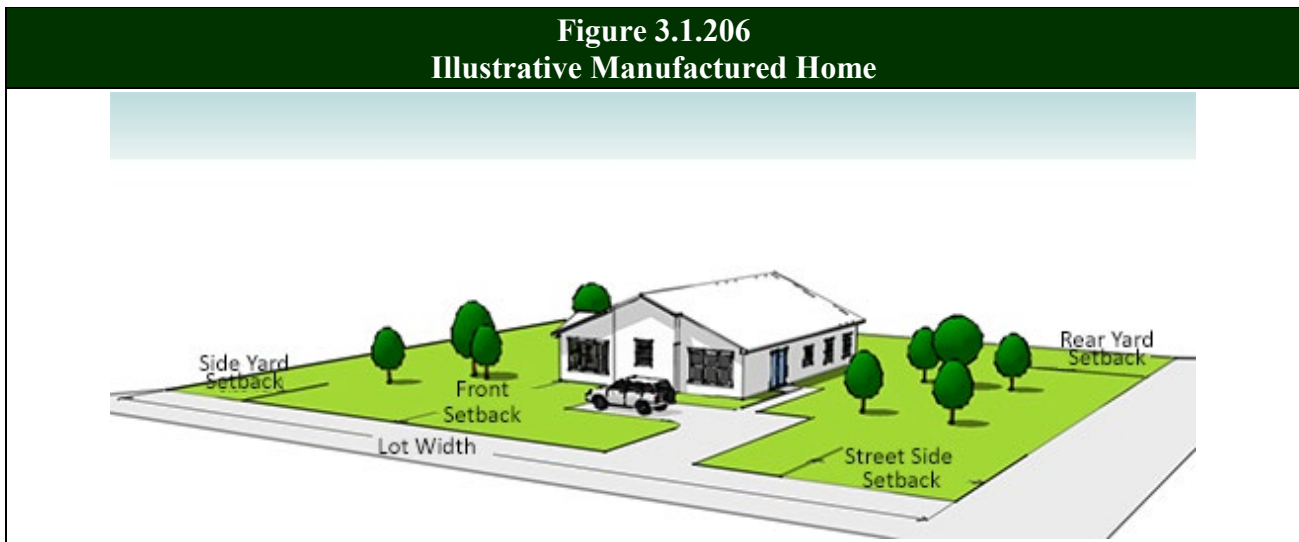 Figure 3.1.206
Illustrative Manufactured Home
Side Yard
Setback
Front
Setback
Lot Width
Rear Yard
Setback
Street Side
Setback